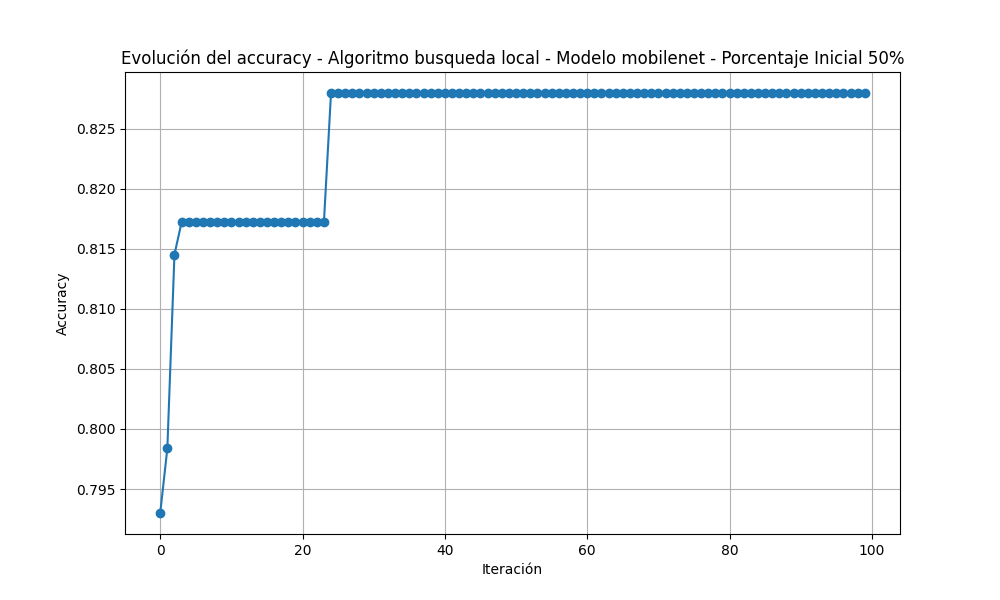 Evolución del accuracy - Algoritmo busqueda local - Modelo mobilenet - Porcentaje Inicial 50%
0.825
0.820
0.815
0.810
0.805
0.800
0.795
Accuracy
0 20 40 60 80 100
Iteración